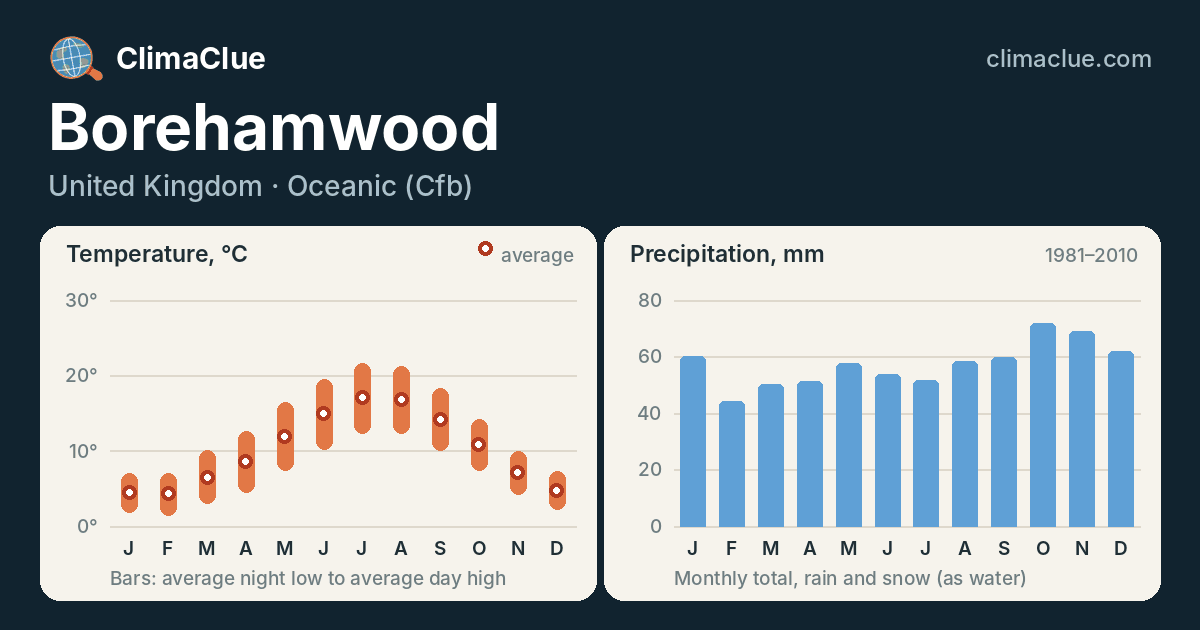 ClimaClue
climaclue.com
Borehamwood
United Kingdom · Oceanic (Cfb)
Temperature, °C
average
30°
20°
10°
0°
J F M A M J J A S O N D
Bars: average night low to average day high
Precipitation, mm
1981–2010
80
60
40
20
0
J F M A M J J A S O N D
Monthly total, rain and snow (as water)